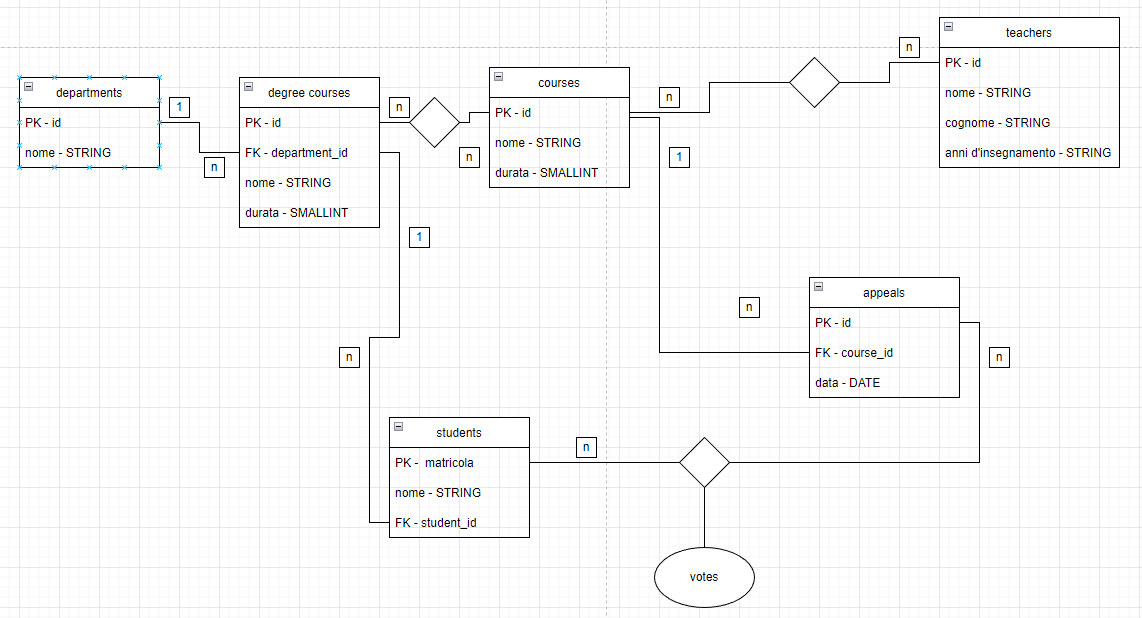 departments
PK - id
nome - STRING
1
n
degree courses
PK - id
FK - department_id
nome - STRING
durata - SMALLINT
n
n
1
n
courses
PK - id
nome - STRING
durata - SMALLINT
n
1
n
teachers
PK - id
nome - STRING
cognome - STRING
anni d'insegnamento - STRING
n
appeals
PK - id
FK - course_id
data - DATE
n
students
PK - matricola
nome - STRING
FK - student_id
n
votes